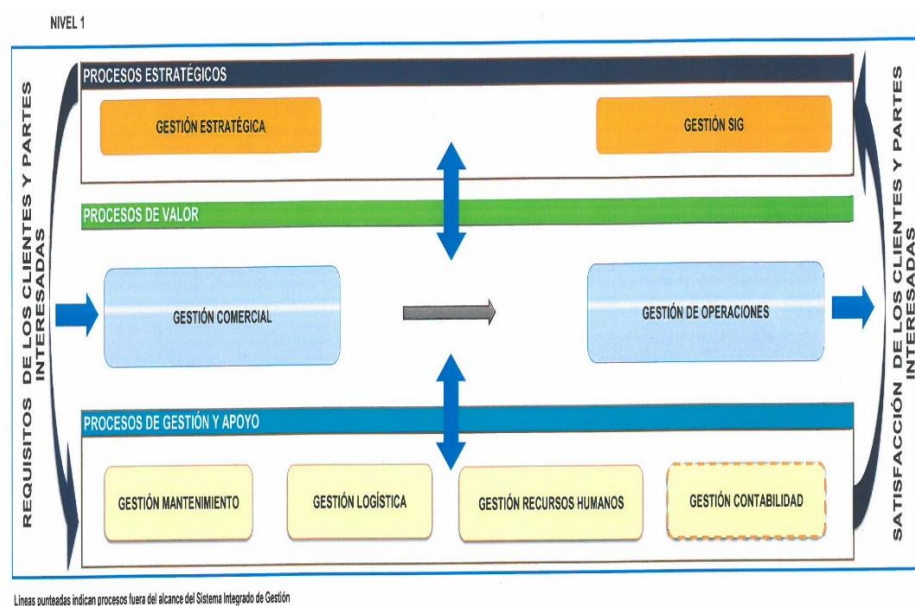 NIVEL 1
PROCESOS ESTRATÉGICOS
GESTIÓN ESTRATÉGICA
GESTIÓN SIG
REQUISITOS DE LOS CLIENTES Y PARTES
INTERESADAS
PROCESOS DE VALOR
GESTIÓN COMERCIAL
GESTIÓN DE OPERACIONES
SATISFACCIÓN DE LOS CLIENTES Y PARTES
INTERESADAS
PROCESOS DE GESTIÓN Y APOYO
GESTIÓN MANTENIMIENTO
GESTIÓN LOGÍSTICA
GESTIÓN RECURSOS HUMANOS
GESTIÓN CONTABILIDAD
Líneas punteadas indican procesos fuera del alcance del Sistema Integrado de Gestión